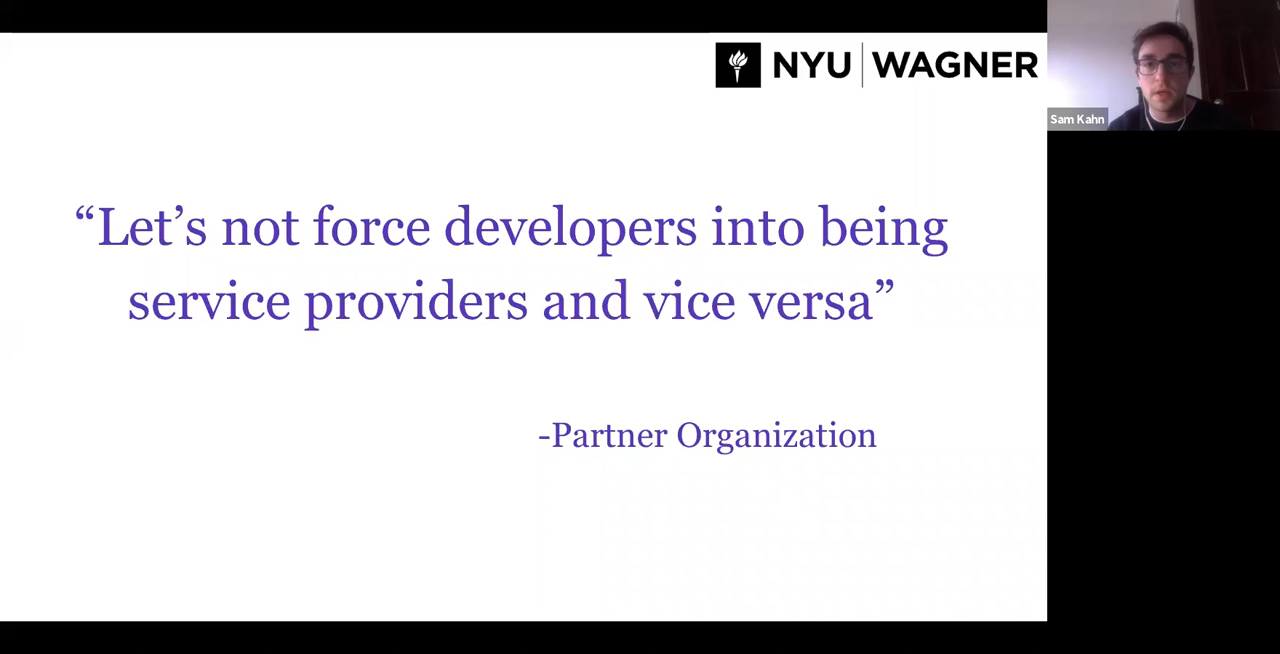 NYU | WAGNER
Sam Kahn
“Let’s not force developers into being
service providers and vice versa”
-Partner Organization